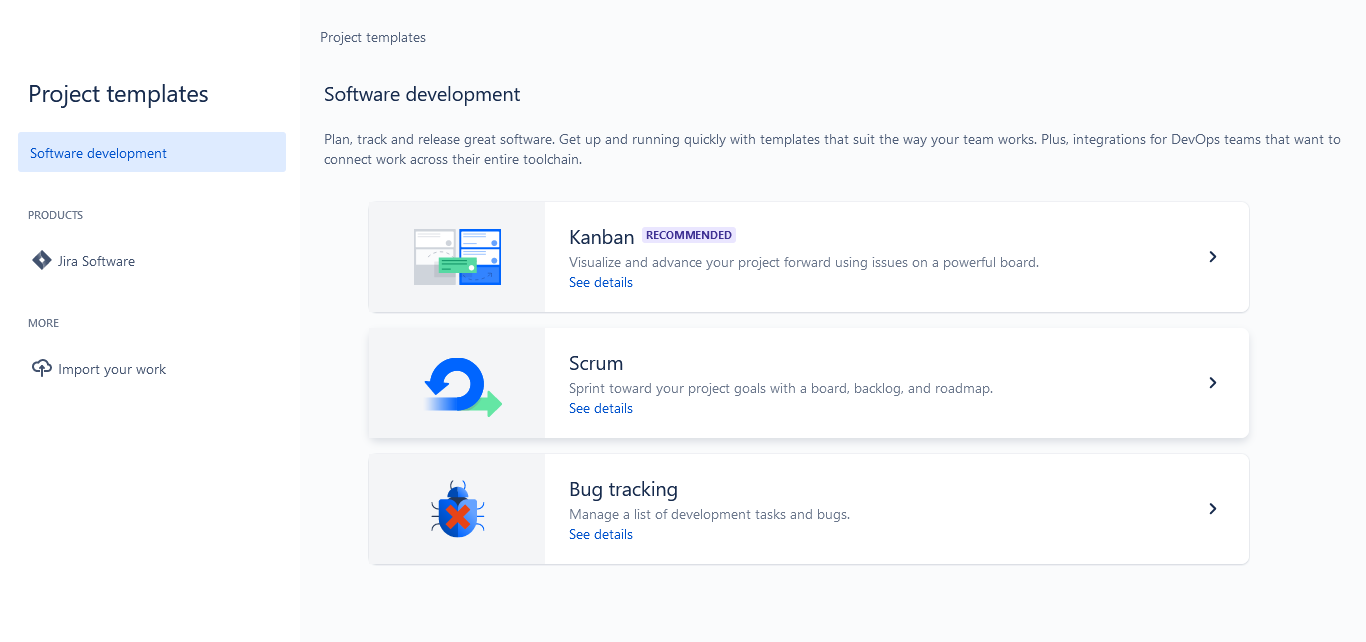 Project templates
Project templates
Software development
PRODUCTS
Jira Software
MORE
Import your work
Software development
Plan, track and release great software. Get up and running quickly with templates that suit the way your team works. Plus, integrations for DevOps teams that want to
connect work across their entire toolchain.
Kanban RECOMMENDED
Visualize and advance your project forward using issues on a powerful board.
See details
Scrum
Sprint toward your project goals with a board, backlog, and roadmap.
See details
Bug tracking
Manage a list of development tasks and bugs.
See details